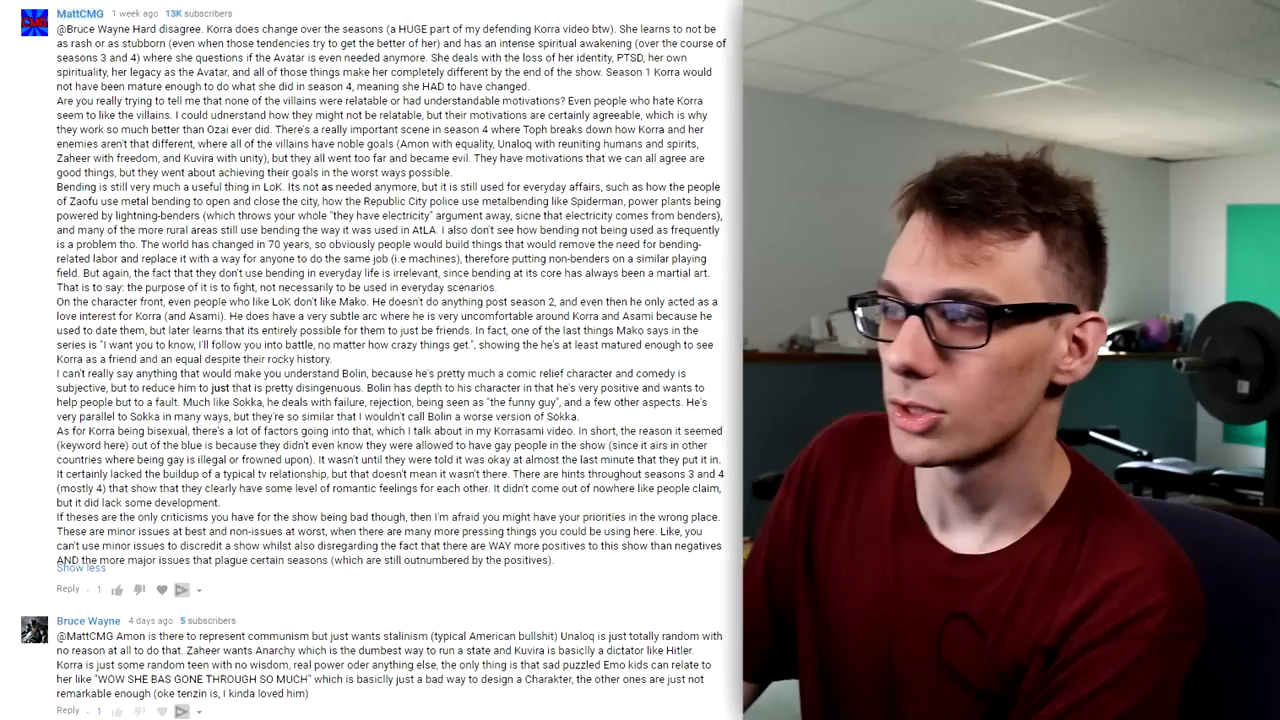 CMG
MattCMG 1 week ago 13K subscribers
@Bruce Wayne Hard disagree. Korra does change over the seasons (a HUGE part of my defending Korra video btw). She learns to not be
as rash or as stubborn (even when those tendencies try to get the better of her) and has an intense spiritual awakening (over the course of
seasons 3 and 4) where she questions if the Avatar is even needed anymore. She deals with the loss of her identity, PTSD, her own
spirituality, her legacy as the Avatar, and all of those things make her completely different by the end of the show. Season 1 Korra would
not have been mature enough to do what she did in season 4, meaning she HAD to have changed.
Are you really trying to tell me that none of the villains were relatable or had understandable motivations? Even people who hate Korra
seem to like the villains. I could udnerstand how they might not be relatable, but their motivations are certainly agreeable, which is why
they work so much better than Ozai ever did. There's a really important scene in season 4 where Toph breaks down how Korra and her
enemies aren't that different, where all of the villains have noble goals (Amon with equality, Unaloq with reuniting humans and spirits,
Zaheer with freedom, and Kuvira with unity), but they all went too far and became evil. They have motivations that we can all agree are
good things, but they went about achieving their goals in the worst ways possible.
Bending is still very much a useful thing in LoK. Its not as needed anymore, but it is still used for everyday affairs, such as how the people
of Zaofu use metal bending to open and close the city, how the Republic City police use metalbending like Spiderman, power plants being
powered by lightning-benders (which throws your whole "they have electricity" argument away, sicne that electricity comes from benders),
and many of the more rural areas still use bending the way it was used in AtLA. I also don't see how bending not being used as frequently
is a problem tho. The world has changed in 70 years, so obviously people would build things that would remove the need for bending-
related labor and replace it with a way for anyone to do the same job (i.e machines), therefore putting non-benders on a similar playing
field. But again, the fact that they don't use bending in everyday life is irrelevant, since bending at its core has always been a martial art.
That is to say: the purpose of it is to fight, not necessarily to be used in everyday scenarios.
On the character front, even people who like LoK don't like Mako. He doesn't do anything post season 2, and even then he only acted as a
love interest for Korra (and Asami). He does have a very subtle arc where he is very uncomfortable around Korra and Asami because he
used to date them, but later learns that its entirely possible for them to just be friends. In fact, one of the last things Mako says in the
series is "I want you to know, I'll follow you into battle, no matter how crazy things get.", showing the he's at least matured enough to see
Korra as a friend and an equal despite their rocky history.
I can't really say anything that would make you understand Bolin, because he's pretty much a comic relief character and comedy is
subjective, but to reduce him to just that is pretty disingenuous. Bolin has depth to his character in that he's very positive and wants to
help people but to a fault. Much like Sokka, he deals with failure, rejection, being seen as "the funny guy", and a few other aspects. He's
very parallel to Sokka in many ways, but they're so similar that I wouldn't call Bolin a worse version of Sokka.
As for Korra being bisexual, there's a lot of factors going into that, which I talk about in my Korrasami video. In short, the reason it seemed
(keyword here) out of the blue is because they didn't even know they were allowed to have gay people in the show (since it airs in other
countries where being gay is illegal or frowned upon). It wasn't until they were told it was okay at almost the last minute that they put it in.
It certainly lacked the buildup of a typical tv relationship, but that doesn't mean it wasn't there. There are hints throughout seasons 3 and 4
(mostly 4) that show that they clearly have some level of romantic feelings for each other. It didn't come out of nowhere like people claim,
but it did lack some development.
If theses are the only criticisms you have for the show being bad though, then I'm afraid you might have your priorities in the wrong place.
These are minor issues at best and non-issues at worst, when there are many more pressing things you could be using here. Like, you
can't use minor issues to discredit a show whilst also disregarding the fact that there are WAY more positives to this show than negatives
AND the more major issues that plague certain seasons (which are still outnumbered by the positives).
Show less
Reply · 1
Bruce Wayne 4 days ago 5 subscribers
@MattCMG Amon is there to represent communism but just wants stalinism (typical American bullshit) Unaloq is just totally random with
no reason at all to do that. Zaheer wants Anarchy which is the dumbest way to run a state and Kuvira is basiclly a dictator like Hitler.
Korra is just some random teen with no wisdom, real power oder anything else, the only thing is that sad puzzled Emo kids can relate to
her like "WOW SHE BAS GONE THROUGH SO MUCH" which is basiclly just a bad way to design a Charakter, the other ones are just not
remarkable enough (oke tenzin is, I kinda loved him)
Reply · 1